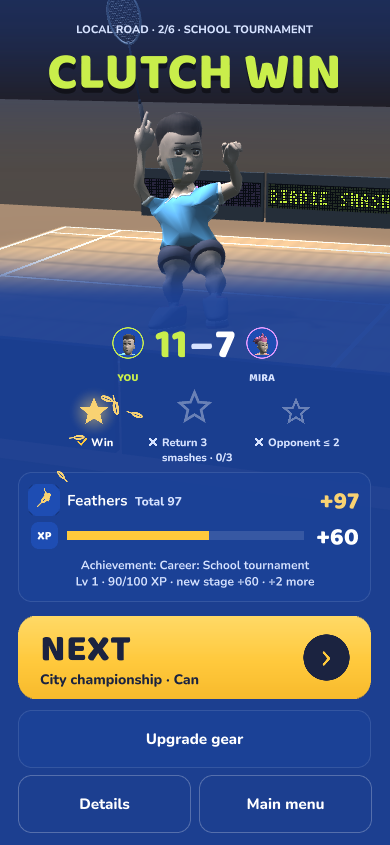 LOCAL ROAD · 2/6 · SCHOOL TOURNAMENT
CLUTCH WIN
BIRDIE SMASH
11–7
YOU
MIRA
Win
× Return 3
smashes · 0/3
× Opponent ≤ 2
Feathers Total 97 +97
XP +60
Achievement: Career: School tournament
Lv 1 · 90/100 XP · new stage +60 · +2 more
NEXT
City championship · Can
Upgrade gear
Details
Main menu